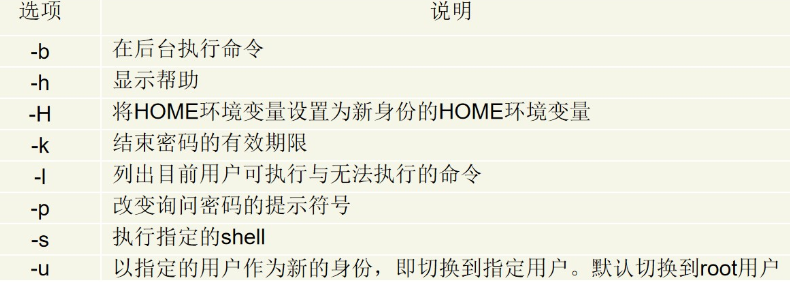 选项 说明
-b 在后台执行命令
-h 显示帮助
-H 将HOME环境变量设置为新身份的HOME环境变量
-k 结束密码的有效期限
-l 列出目前用户可执行与无法执行的命令
-p 改变询问密码的提示符号
-s 执行指定的shell
-u 以指定的用户作为新的身份，即切换到指定用户。默认切换到root用户